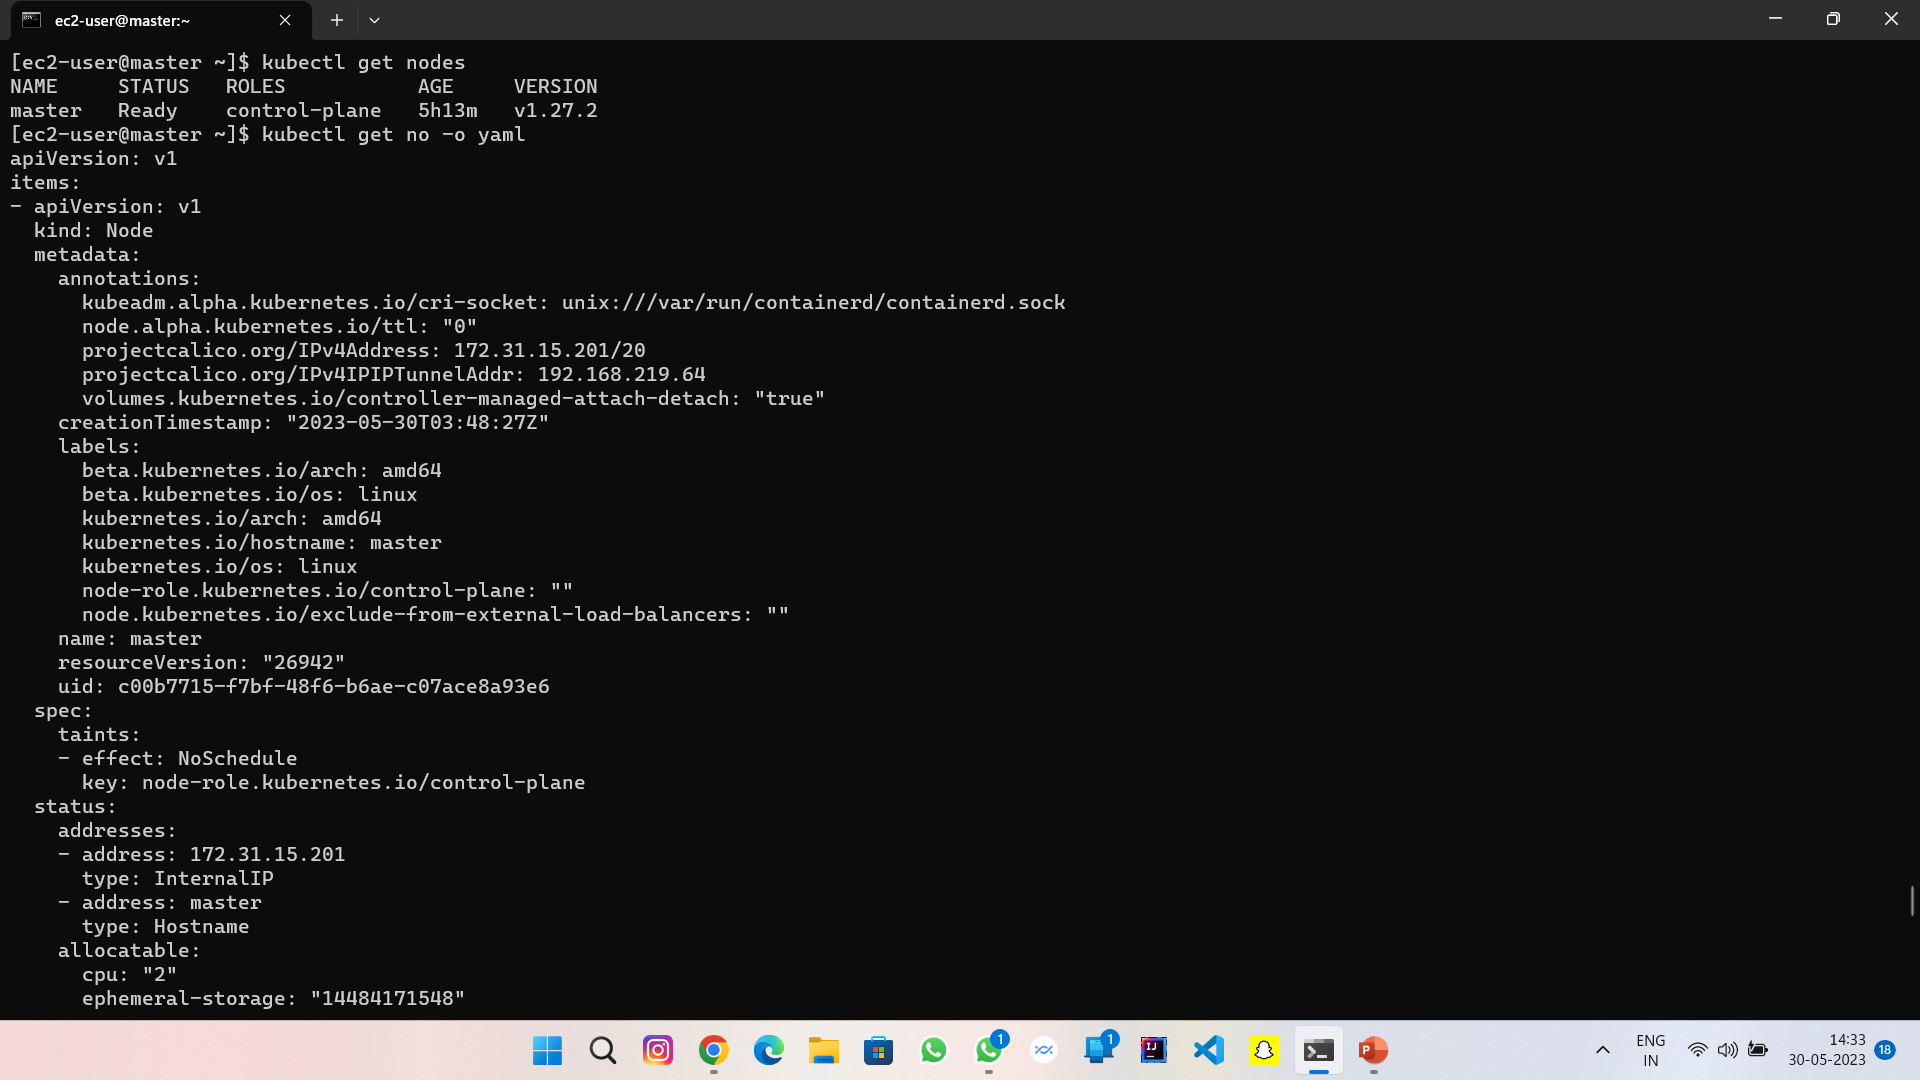 ec2-user@master:~
[ec2-user@master ~]$ kubectl get nodes
NAME     STATUS   ROLES           AGE     VERSION
master   Ready    control-plane   5h13m   v1.27.2
[ec2-user@master ~]$ kubectl get no -o yaml
apiVersion: v1
items:
- apiVersion: v1
  kind: Node
  metadata:
    annotations:
      kubeadm.alpha.kubernetes.io/cri-socket: unix:///var/run/containerd/containerd.sock
      node.alpha.kubernetes.io/ttl: "0"
      projectcalico.org/IPv4Address: 172.31.15.201/20
      projectcalico.org/IPv4IPIPTunnelAddr: 192.168.219.64
      volumes.kubernetes.io/controller-managed-attach-detach: "true"
    creationTimestamp: "2023-05-30T03:48:27Z"
    labels:
      beta.kubernetes.io/arch: amd64
      beta.kubernetes.io/os: linux
      kubernetes.io/arch: amd64
      kubernetes.io/hostname: master
      kubernetes.io/os: linux
      node-role.kubernetes.io/control-plane: ""
      node.kubernetes.io/exclude-from-external-load-balancers: ""
    name: master
    resourceVersion: "26942"
    uid: c00b7715-f7bf-48f6-b6ae-c07ace8a93e6
  spec:
    taints:
    - effect: NoSchedule
      key: node-role.kubernetes.io/control-plane
  status:
    addresses:
    - address: 172.31.15.201
      type: InternalIP
    - address: master
      type: Hostname
    allocatable:
      cpu: "2"
      ephemeral-storage: "14484171548"
1
1
IJ
P
ENG
IN
14:33
30-05-2023
18